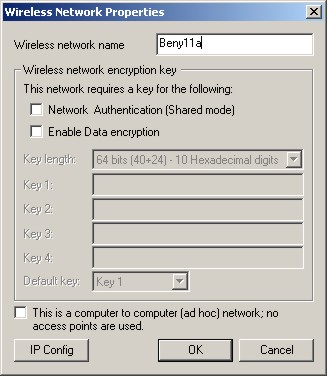 Wireless Network Properties
Wireless network name Beny11a
Wireless network encryption key
This network requires a key for the following:
Network Authentication (Shared mode)
Enable Data encryption
Key length: 64 bits (40+24) - 10 Hexadecimal digits
Key 1:
Key 2:
Key 3:
Key 4:
Default key: Key 1
This is a computer to computer (ad hoc) network; no
access points are used.
IP Config OK Cancel